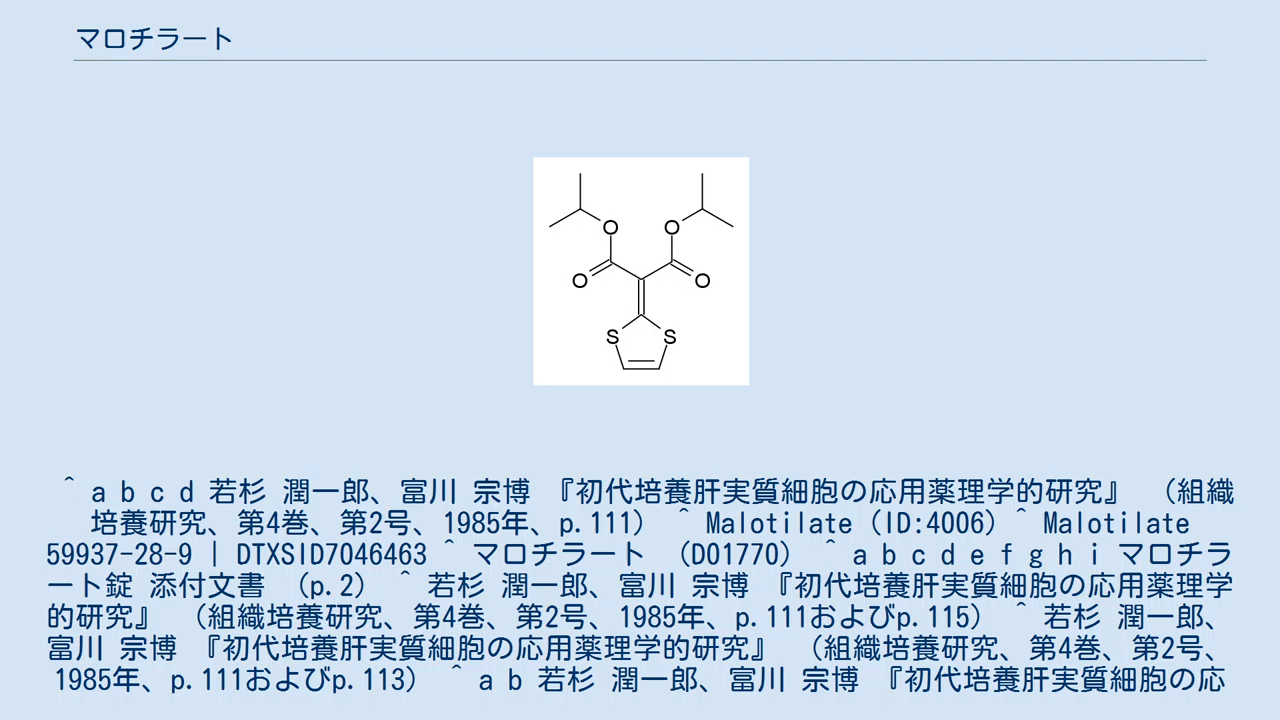 マロチラート
O
O
O
O
S
S
^ a b c d 若杉 潤一郎、富川 宗博 『初代培養肝実質細胞の応用薬理学的研究』 （組織
培養研究、第4巻、第2号、1985年、p.111） ^ Malotilate（ID:4006）^ Malotilate
59937-28-9 | DTXSID7046463 ^ マロチラート （D01770） ^ a b c d e f g h i マロチラ
ート錠 添付文書 （p.2） ^ 若杉 潤一郎、富川 宗博 『初代培養肝実質細胞の応用薬理学
的研究』 （組織培養研究、第4巻、第2号、1985年、p.111およびp.115） ^ 若杉 潤一郎、
富川 宗博 『初代培養肝実質細胞の応用薬理学的研究』 （組織培養研究、第4巻、第2号、
1985年、p.111およびp.113） ^ a b 若杉 潤一郎、富川 宗博 『初代培養肝実質細胞の応